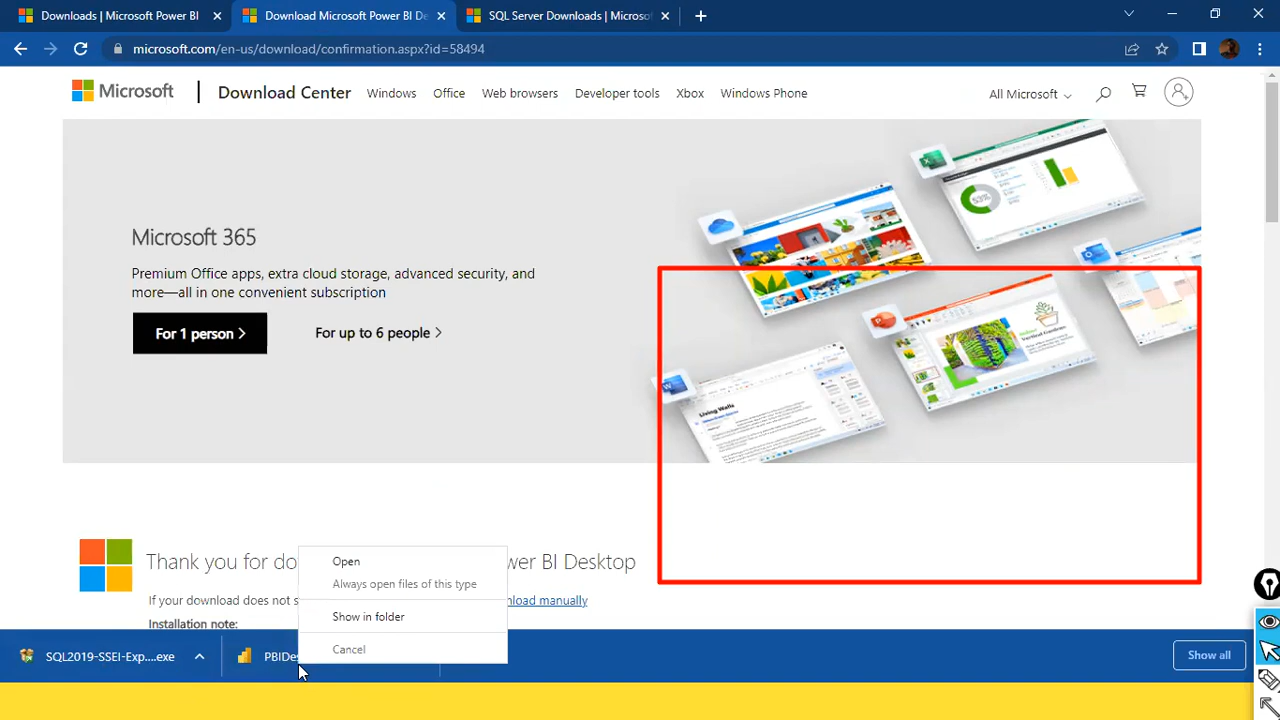 Downloads | Microsoft Power BI
Download Microsoft Power BI De
SQL Server Downloads | Microsof
microsoft.com/en-us/download/confirmation.aspx?id=58494
Microsoft
Download Center
Windows
Office
Web browsers
Developer tools
Xbox
Windows Phone
All Microsoft
Microsoft 365
Premium Office apps, extra cloud storage, advanced security, and
more—all in one convenient subscription
For 1 person
For up to 6 people
Living Walls
Thank you for do
wer BI Desktop
If your download does not s
nload manually
Installation note:
Open
Always open files of this type
Show in folder
Cancel
SQL2019-SSEI-Exp....exe
PBIDes
Show all